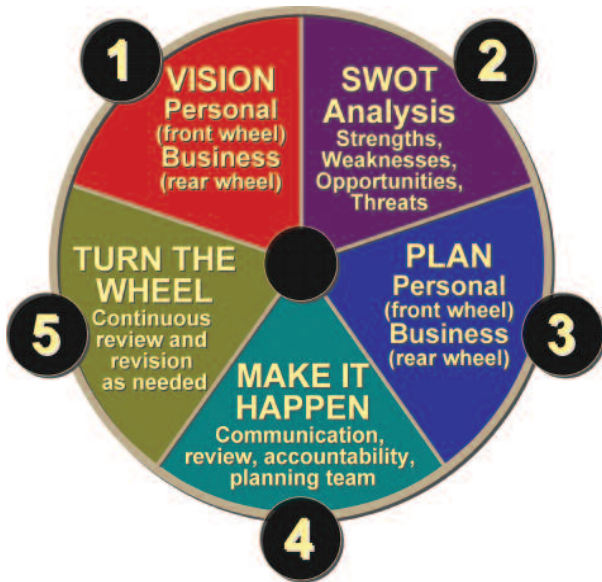 1
VISION
Personal
(front wheel)
Business
(rear wheel)
2
SWOT
Analysis
Strengths,
Weaknesses,
Opportunities,
Threats
3
PLAN
Personal
(front wheel)
Business
(rear wheel)
4
MAKE IT
HAPPEN
Communication,
review, accountability,
planning team
5
TURN THE
WHEEL
Continuous
review and
revision
as needed